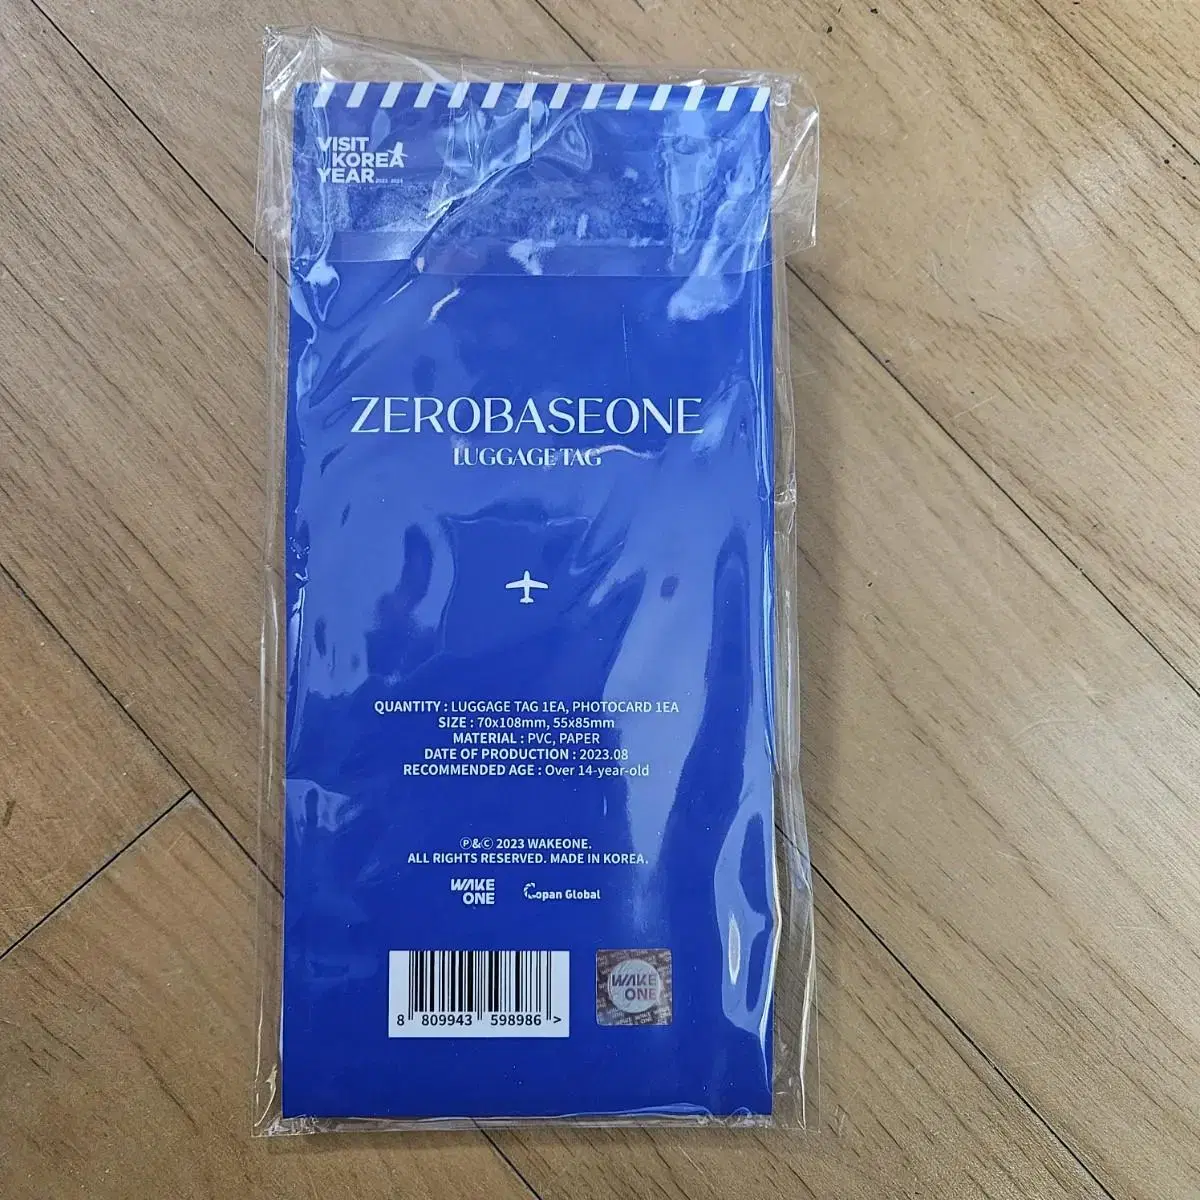 VISIT
KOREA
YEAR 2023-2024
ZEROBASEONE
LUGGAGE TAG
QUANTITY : LUGGAGE TAG 1EA, PHOTOCARD 1EA
SIZE : 70x108mm, 55x85mm
MATERIAL : PVC, PAPER
DATE OF PRODUCTION : 2023.08
RECOMMENDED AGE : Over 14-year-old
Ⓟ&Ⓒ 2023 WAKEONE.
ALL RIGHTS RESERVED. MADE IN KOREA.
WAKE
ONE
Copan Global
8 809943 598986 >
WAKE
ONE